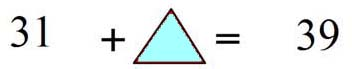 31 + = 39